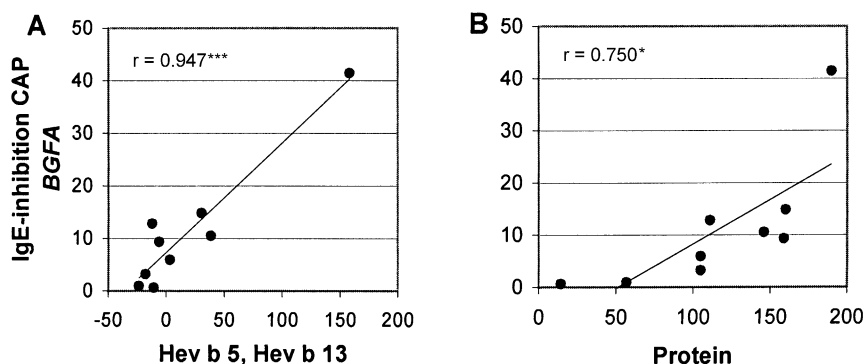 A
50
40
30
20
10
0
-50 0 50 100 150 200
r = 0.947***
IgE-inhibition CAP
BGFA
Hev b 5, Hev b 13
B
50
40
30
20
10
0
0 50 100 150 200
r = 0.750*
Protein